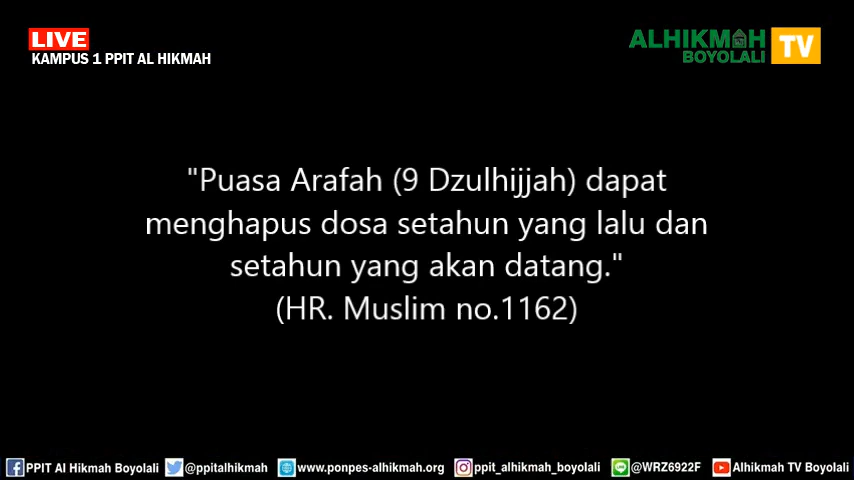 LIVE
KAMPUS 1 PPIT AL HIKMAH
ALHIKMAH
BOYOLALI
TV
"Puasa Arafah (9 Dzulhijjah) dapat
menghapus dosa setahun yang lalu dan
setahun yang akan datang."
(HR. Muslim no.1162)
PPIT Al Hikmah Boyolali @ppitalhikmah www.ponpes-alhikmah.org ppit_alhikmah_boyolali @WRZ6922F Alhikmah TV Boyolali